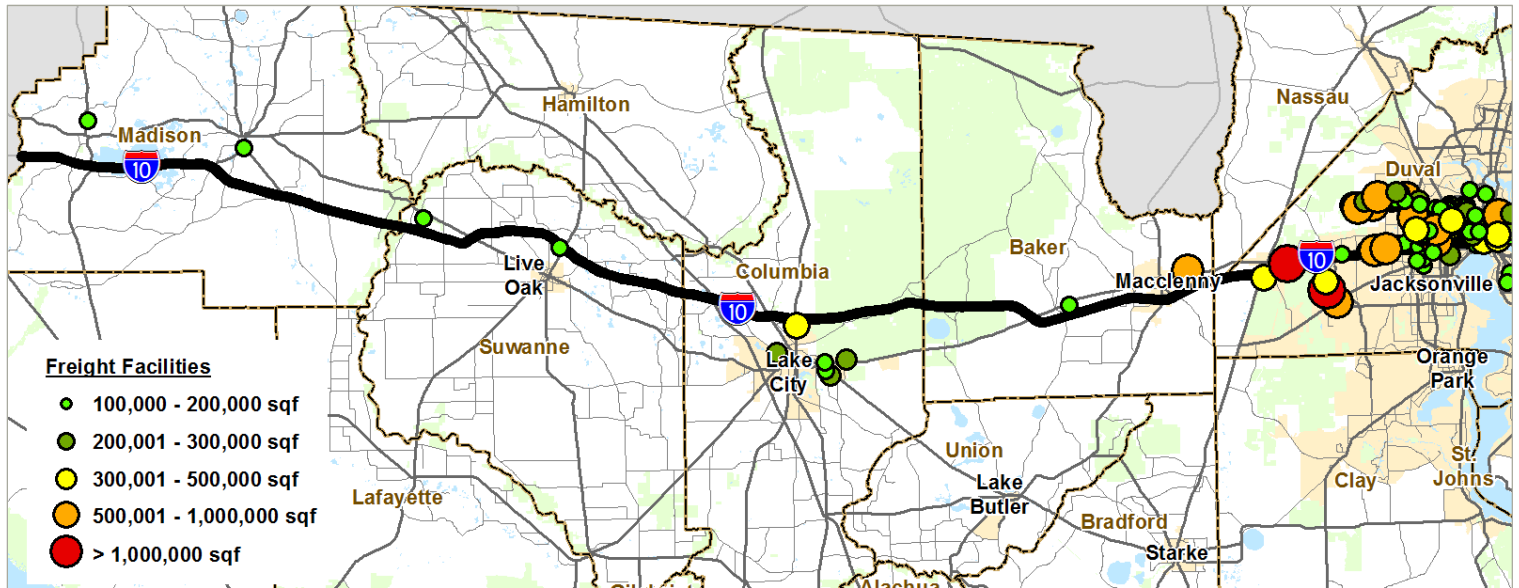 Nassau
Hamilton
Madison
10
Duval
Baker
10
Live
Oak
Columbia
Macclenny
Jacksonville
10
Suwanne
Lake
City
Orange
Park
Freight Facilities
100,000 - 200,000 sqf
200,001 - 300,000 sqf
300,001 - 500,000 sqf
500,001 - 1,000,000 sqf
> 1,000,000 sqf
Union
Lake
Butler
St.
Johns
Clay
Lafayette
Bradford
Starke
Alachua